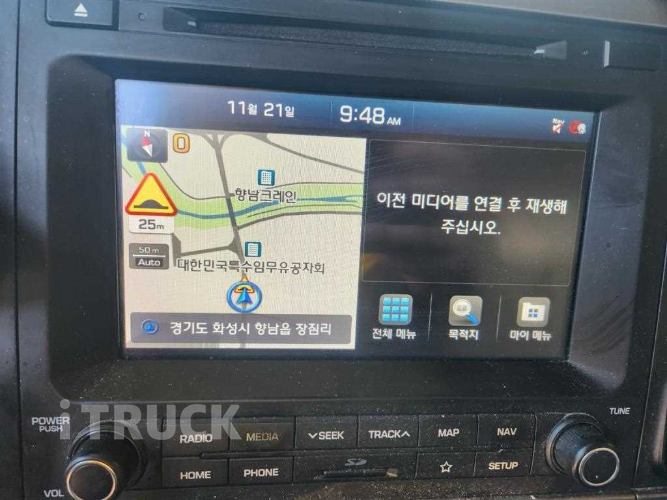 11월 21일 9:48 AM
Nav
N
0
향남크레인
25m
50m
Auto
대한민국특수임무유공자회
경기도 화성시 향남읍 장짐리
이전 미디어를 연결 후 재생해
주십시오.
전체 메뉴 목적지 마이 메뉴
iTRUCK
POWER
PUSH
VOL
RADIO MEDIA ∨SEEK TRACK∧ MAP NAV
TUNE
HOME PHONE SD ☆ SETUP